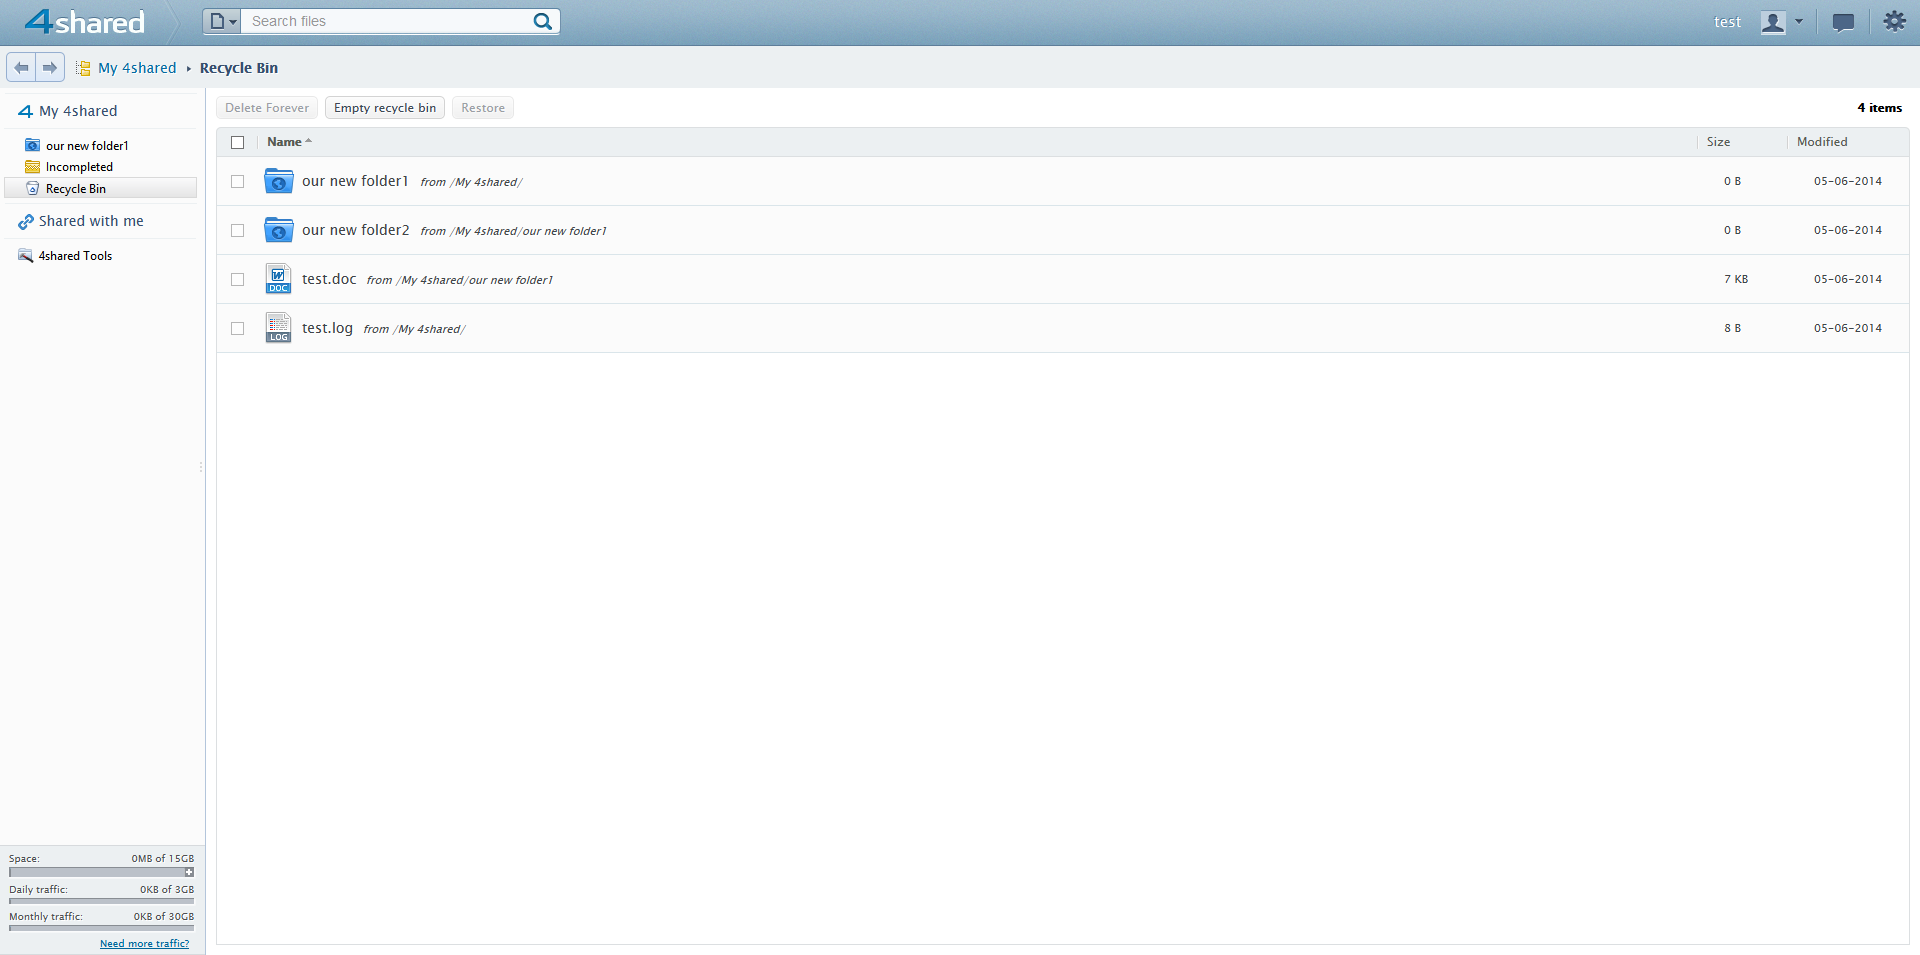 4shared
Search files
test
My 4shared ▸ Recycle Bin
My 4shared
our new folder1
Incompleted
Recycle Bin
Shared with me
4shared Tools
Delete Forever Empty recycle bin Restore
4 items
Name Size Modified
our new folder1 from /My 4shared/ 0 B 05-06-2014
our new folder2 from /My 4shared/our new folder1 0 B 05-06-2014
W
DOC
test.doc from /My 4shared/our new folder1 7 KB 05-06-2014
LOG
test.log from /My 4shared/ 8 B 05-06-2014
Space: 0MB of 15GB
Daily traffic: 0KB of 3GB
Monthly traffic: 0KB of 30GB
Need more traffic?